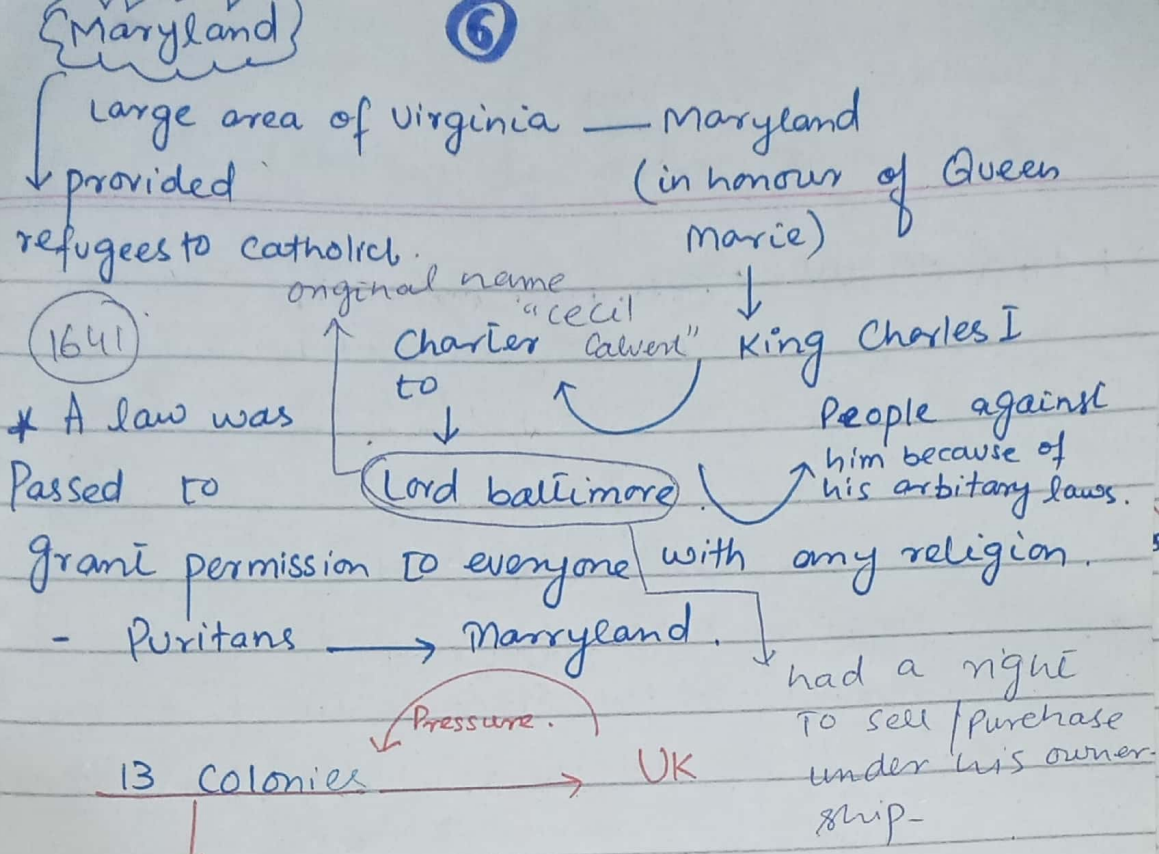 Maryland
6
Large area of Virginia — Maryland
provided (in honour of Queen
refugees to catholict. Marie)
original name
"cecil
1641 Charter Calvert" King Charles I
to
* A law was People against
him because of
Passed to Lord baltimore his arbitary laws.
grant permission to everyone with any religion.
- Puritans → Marryland.
had a right
Pressure. To sell / purchase
13 Colonies → UK under his owner-
ship-